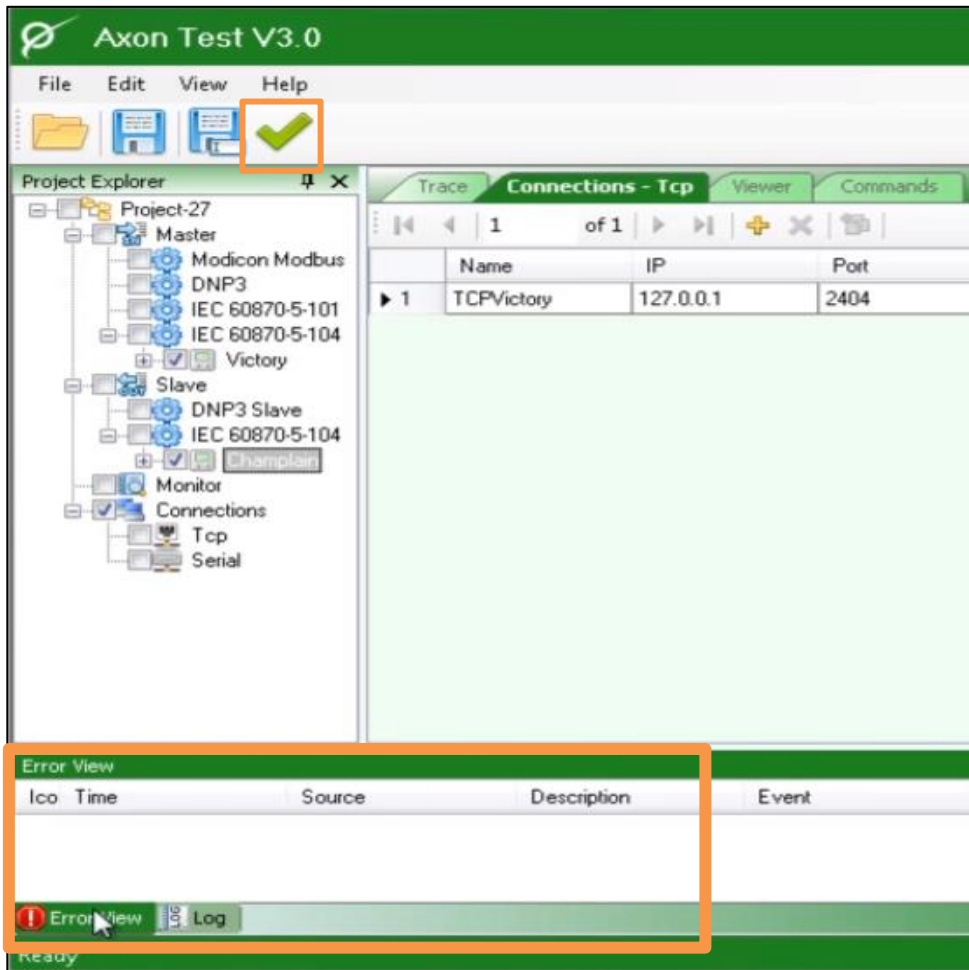 Axon Test V3.0
File Edit View Help
Project Explorer
Project-27
Master
Modicon Modbus
DNP3
IEC 60870-5-101
IEC 60870-5-104
Victory
Slave
DNP3 Slave
IEC 60870-5-104
Champlain
Monitor
Connections
Tcp
Serial
Trace Connections - Tcp Viewer Commands
1 of 1
Name IP Port
1 TCPVictory 127.0.0.1 2404
Error View
Ico Time Source Description Event
Error View LOG Log
Ready